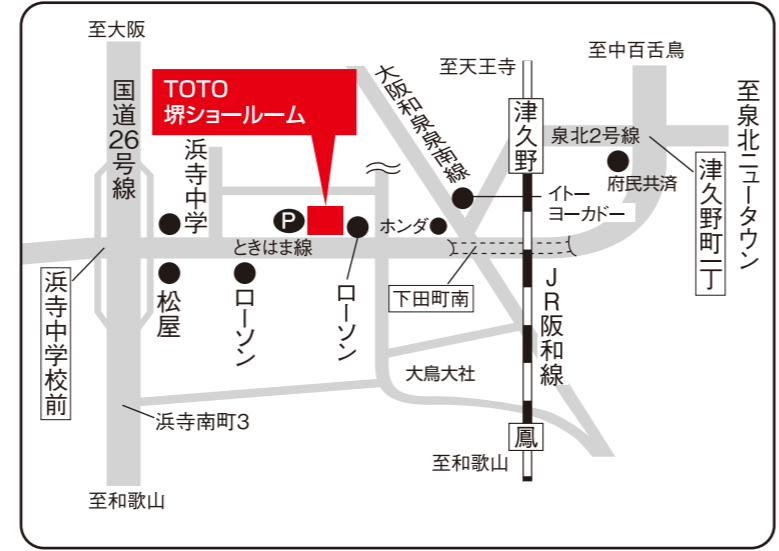 至大阪
国道26号線
TOTO
堺ショールーム
浜寺中学
大阪和泉泉南線
至天王寺
津久野
至中百舌鳥
泉北2号線
府民共済
津久野町一丁
至泉北ニュータウン
イトー
ヨーカドー
ホンダ
P
ときはま線
浜寺中学校前
松屋
ローソン
ローソン
下田町南
JR阪和線
大鳥大社
浜寺南町3
鳳
至和歌山
至和歌山